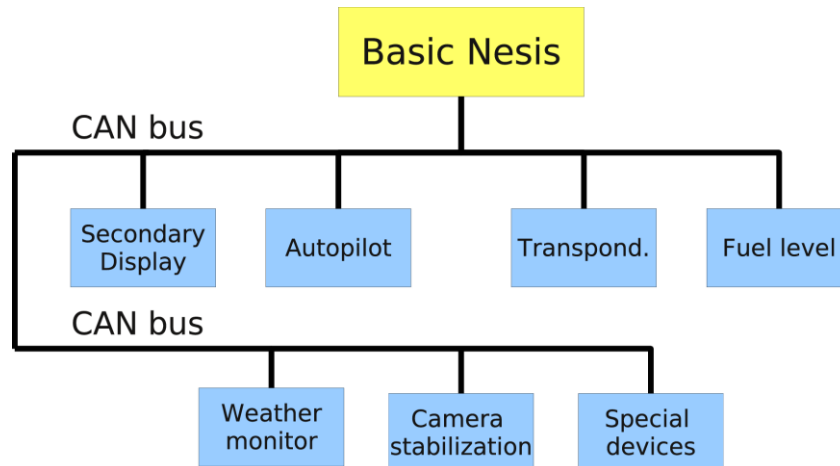 Basic Nesis
CAN bus
Secondary
Display
Autopilot
Transpond.
Fuel level
CAN bus
Weather
monitor
Camera
stabilization
Special
devices